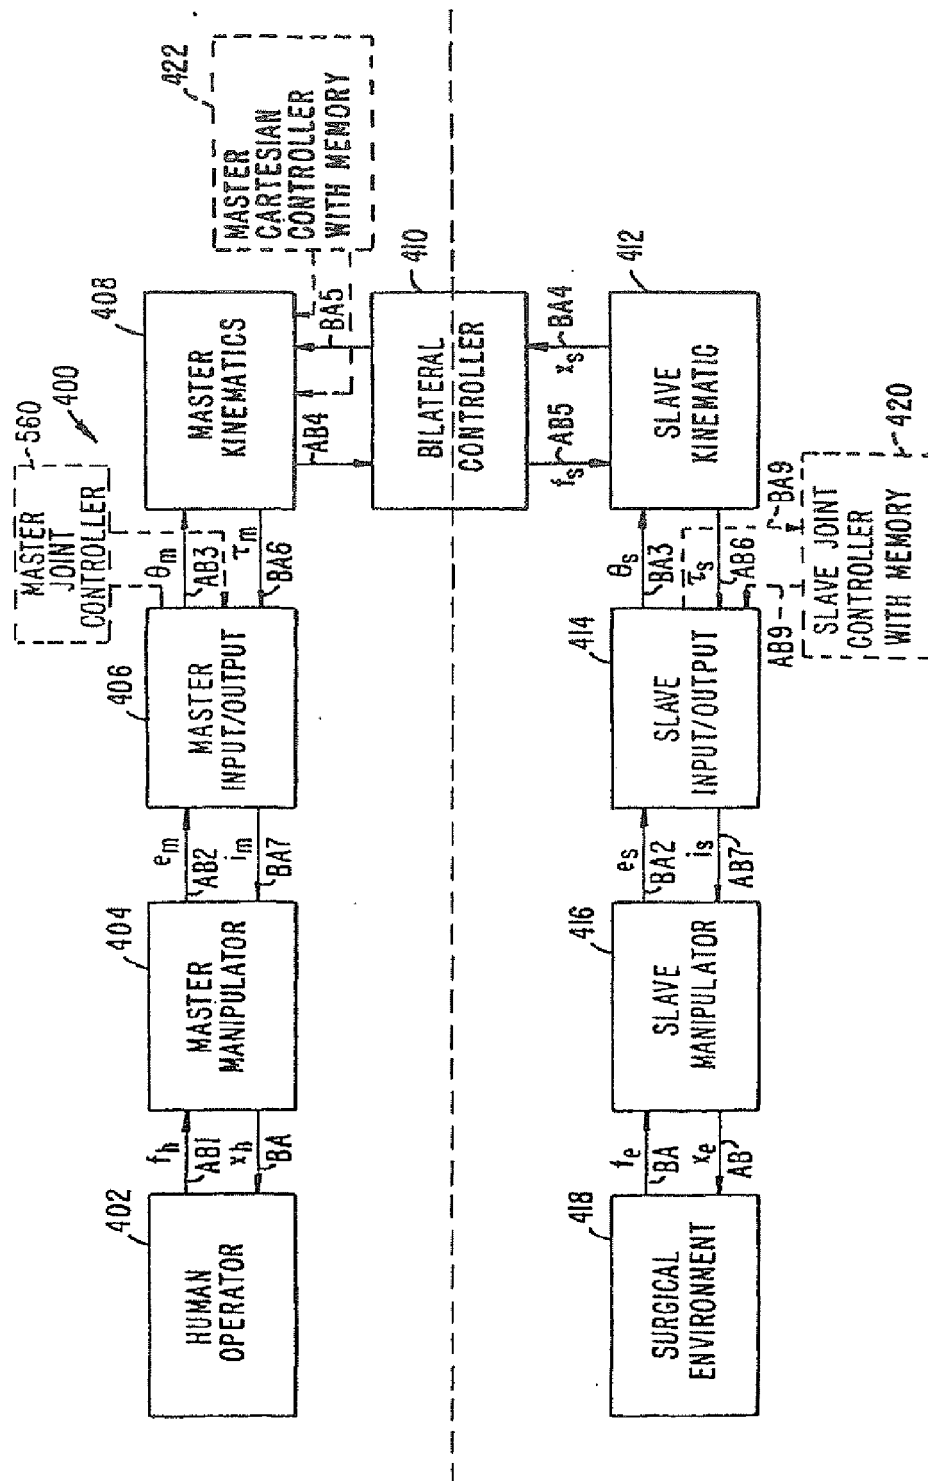 MASTER
JOINT
CONTROLLER
560
400
422
MASTER
CARTESIAN
CONTROLLER
WITH MEMORY
402
HUMAN
OPERATOR
fh
AB1
xh
BA
404
MASTER
MANIPULATOR
em
AB2
im
BA7
406
MASTER
INPUT/OUTPUT
θm
AB3
τm
BA6
408
MASTER
KINEMATICS
AB4
BA5
410
BILATERAL
CONTROLLER
fs
AB5
xs
BA4
418
SURGICAL
ENVIRONMENT
fe
BA
xe
AB
416
SLAVE
MANIPULATOR
es
BA2
is
AB7
414
SLAVE
INPUT/OUTPUT
θs
BA3
τs
AB6
412
SLAVE
KINEMATIC
AB9
BA9
SLAVE JOINT
CONTROLLER
WITH MEMORY
420